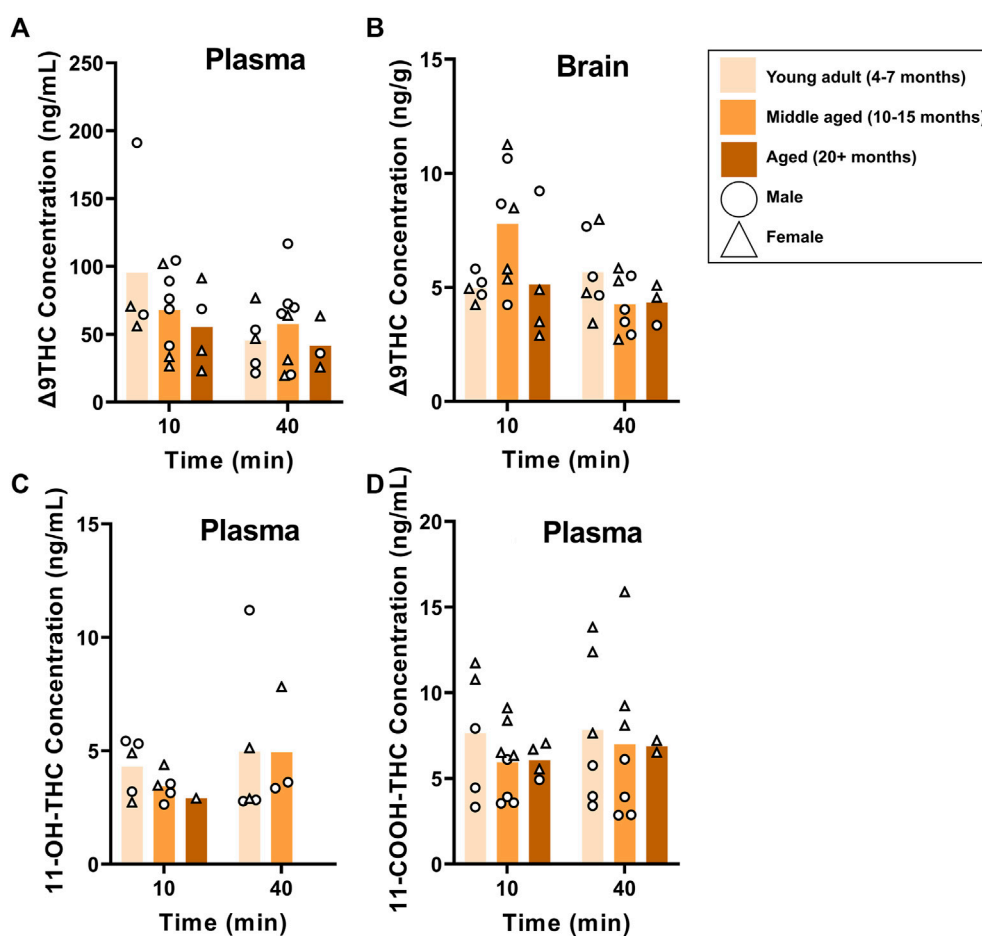 A
Plasma
Δ9THC Concentration (ng/mL)
250
200
150
100
50
0
10
40
Time (min)
B
Brain
Δ9THC Concentration (ng/g)
15
10
5
0
10
40
Time (min)
Young adult (4-7 months)
Middle aged (10-15 months)
Aged (20+ months)
Male
Female
C
Plasma
11-OH-THC Concentration (ng/mL)
15
10
5
0
10
40
Time (min)
D
Plasma
11-COOH-THC Concentration (ng/mL)
20
15
10
5
0
10
40
Time (min)